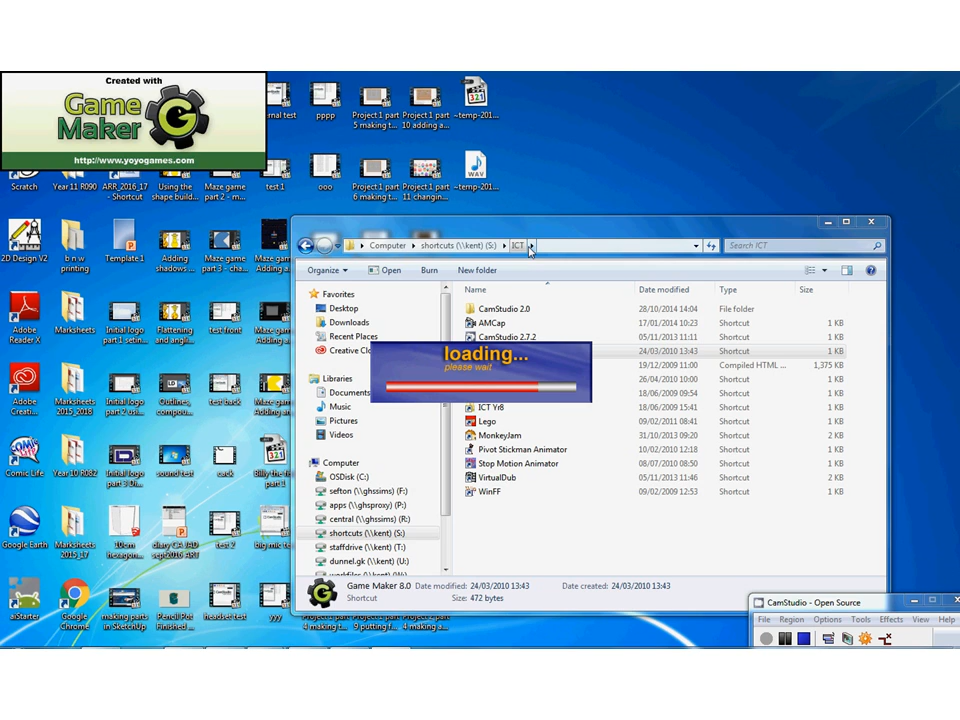 Created with
Game
Maker
http://www.yoyogames.com
pppp
Project 1 part
5 making t...
Project 1 part
10 adding a...
~temp-201...
Scratch
Year 11 R090
ARR_2016_17
- Shortcut
Using the
shape build...
Maze game
part 2 - m...
test 1
ooo
Project 1 part
6 making t...
Project 1 part
11 changin...
~temp-201...
WAV
2D Design V2
b n w
printing
Template 1
Adding
shadows ...
Maze game
part 3 - cha...
Adobe
Reader X
Marksheets
Initial logo
part 1 setin...
Flattening
and angli...
test front
Adobe
Creati...
Marksheets
2015_2018
Initial logo
part 2 usin...
Outlines,
compou...
test back
Comic Life
Year 10 R082
Initial logo
part 3 Di...
sound test
cack
part 1
Google Earth
Marksheets
2015_17
10cm
hexagon...
diary CA IAD
sept2016 ART
test 2
aiStarter
Google
Chrome
making parts
in SketchUp
Pencil Pot
Finished ...
headset test
yyy
Computer
shortcuts (\\kent) (S:)
ICT
Search ICT
Organize
Open
Burn
New folder
Name
Date modified
Type
Size
Favorites
Desktop
Downloads
Recent Places
Libraries
Documents
Music
Pictures
Videos
Computer
OSDisk (C:)
sefton (\\ghssims) (F:)
apps (\\ghsproxy) (P:)
central (\\ghssims) (R:)
shortcuts (\\kent) (S:)
staffdrive (\\kent) (T:)
dunnel.gk (\\kent) (U:)
CamStudio 2.0 28/10/2014 14:04 File folder
AMCap 17/01/2014 10:23 Shortcut 1 KB
CamStudio 2.7.2 05/11/2013 11:11 Shortcut 1 KB
24/03/2010 13:43 Shortcut 1 KB
19/12/2009 11:00 Compiled HTML ... 1,375 KB
26/04/2010 10:00 Shortcut 1 KB
18/06/2009 09:54 Shortcut 1 KB
ICT Yr8 18/06/2009 15:41 Shortcut 1 KB
Lego 09/02/2011 08:41 Shortcut 1 KB
MonkeyJam 31/10/2013 09:20 Shortcut 2 KB
Pivot Stickman Animator 10/02/2010 12:18 Shortcut 1 KB
Stop Motion Animator 08/07/2010 08:50 Shortcut 1 KB
VirtualDub 05/11/2013 11:46 Shortcut 2 KB
WinFF 09/02/2009 12:53 Shortcut 1 KB
loading...
please wait
Game Maker 8.0 Date modified: 24/03/2010 13:43 Date created: 24/03/2010 13:43
Shortcut Size: 472 bytes
CamStudio - Open Source
File Region Options Tools Effects View Help